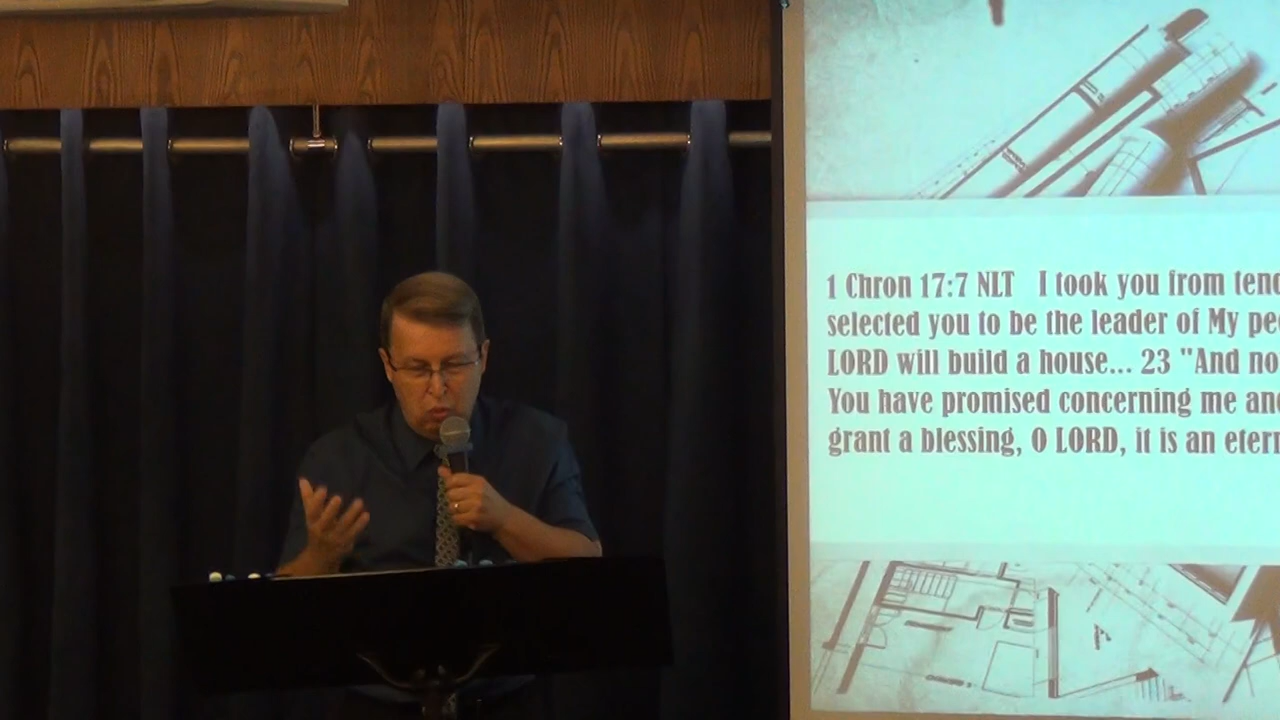 1 Chron 17:7 NLT I took you from tend
selected you to be the leader of My pe
LORD will build a house... 23 "And no
You have promised concerning me and
grant a blessing, O LORD, it is an etern